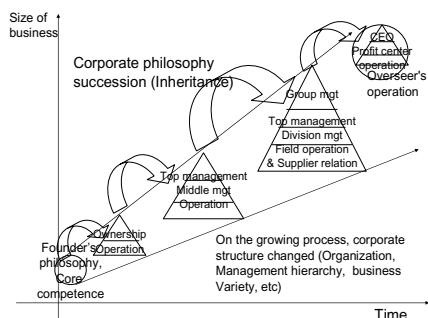 Size of
business
Corporate philosophy
succession (Inheritance)
CEO
Profit center
operation
Overseer's
operation
Group mgt
Top management
Division mgt
Field operation
& Supplier relation
Top management
Middle mgt
Operation
Ownership
Operation
Founder's
philosophy,
Core
competence
On the growing process, corporate
structure changed (Organization,
Management hierarchy, business
Variety, etc)
Time